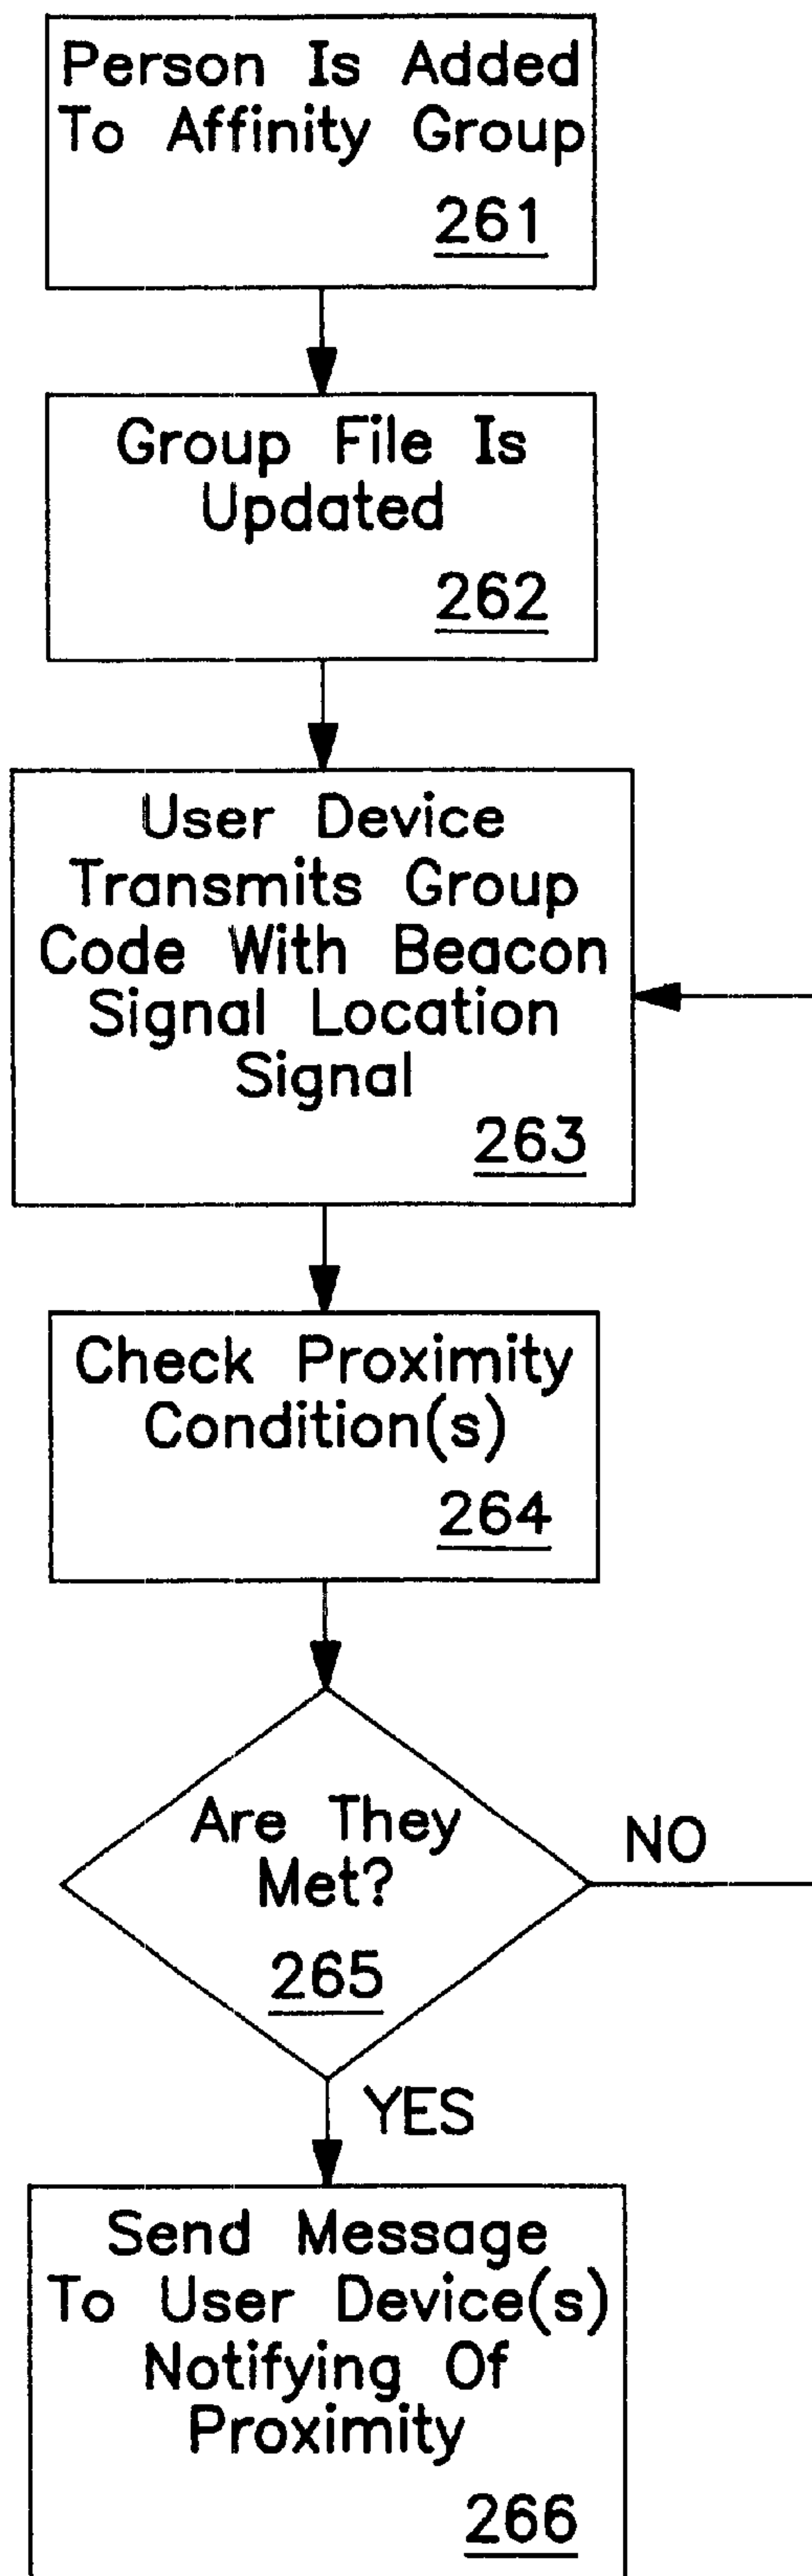 Person Is Added
To Affinity Group
261
Group File Is
Updated
262
User Device
Transmits Group
Code With Beacon
Signal Location
Signal
263
Check Proximity
Condition(s)
264
Are They
Met?
265
NO
YES
Send Message
To User Device(s)
Notifying Of
Proximity
266